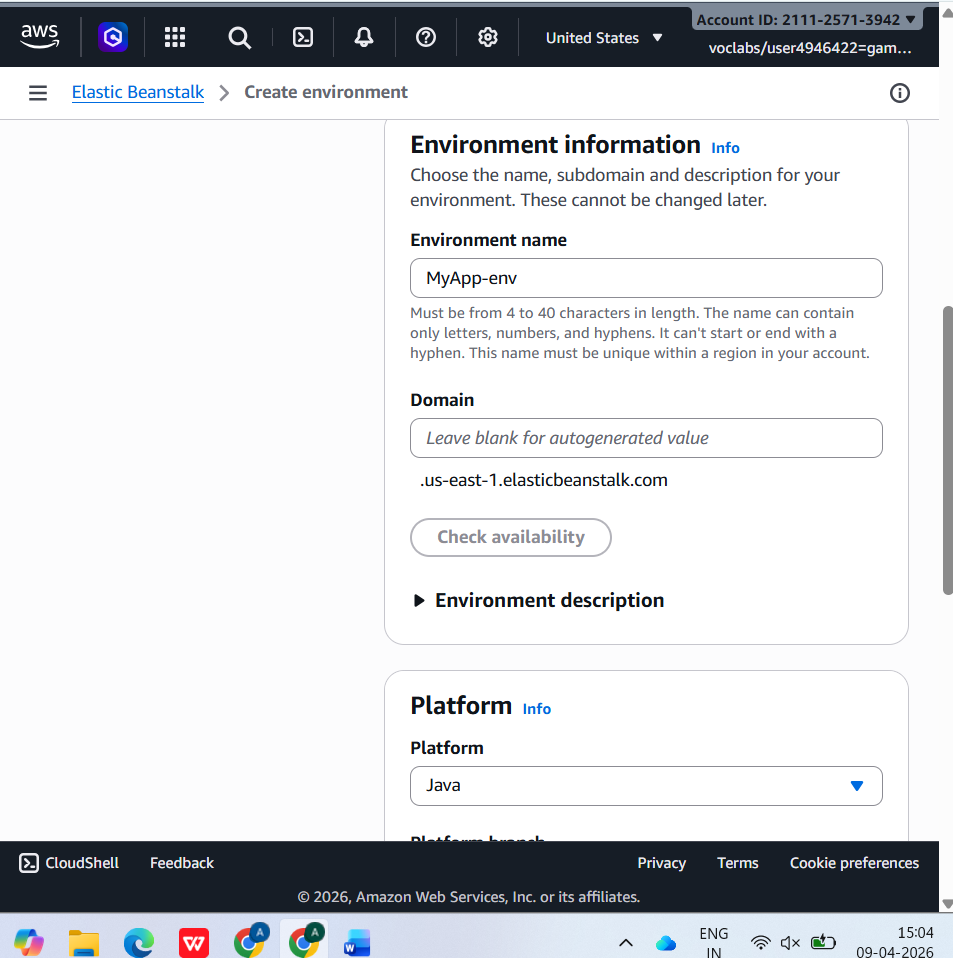 aws
United States
Account ID: 2111-2571-3942
voclabs/user4946422=gam...
Elastic Beanstalk
Create environment
Environment information Info
Choose the name, subdomain and description for your
environment. These cannot be changed later.
Environment name
MyApp-env
Must be from 4 to 40 characters in length. The name can contain
only letters, numbers, and hyphens. It can't start or end with a
hyphen. This name must be unique within a region in your account.
Domain
Leave blank for autogenerated value
.us-east-1.elasticbeanstalk.com
Check availability
Environment description
Platform Info
Platform
Java
Platform branch
CloudShell
Feedback
Privacy
Terms
Cookie preferences
© 2026, Amazon Web Services, Inc. or its affiliates.
W
A
A
W
ENG
IN
15:04
09-04-2026